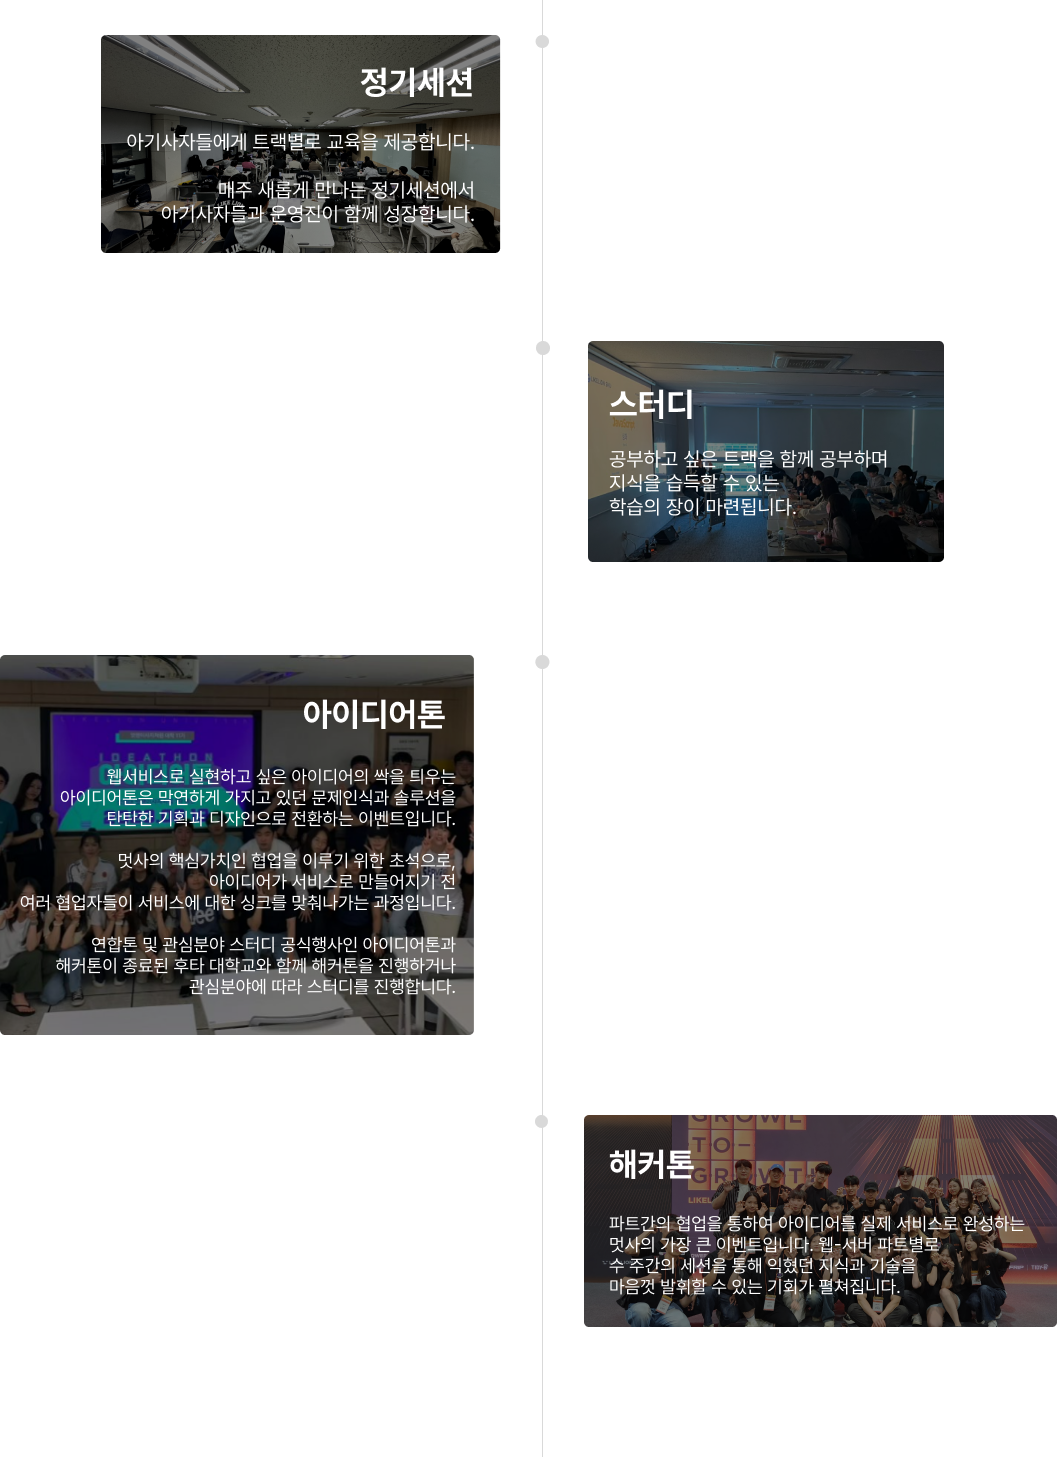 정기세션
아기사자들에게 트랙별로 교육을 제공합니다.
매주 새롭게 만나는 정기세션에서
아기사자들과 운영진이 함께 성장합니다.
스터디
공부하고 싶은 트랙을 함께 공부하며
지식을 습득할 수 있는
학습의 장이 마련됩니다.
아이디어톤
IDEATHON
웹서비스로 실현하고 싶은 아이디어의 싹을 틔우는
아이디어톤은 막연하게 가지고 있던 문제인식과 솔루션을
탄탄한 기획과 디자인으로 전환하는 이벤트입니다.
멋사의 핵심가치인 협업을 이루기 위한 초석으로,
아이디어가 서비스로 만들어지기 전
여러 협업자들이 서비스에 대한 싱크를 맞춰나가는 과정입니다.
연합톤 및 관심분야 스터디 공식행사인 아이디어톤과
해커톤이 종료된 후타 대학교와 함께 해커톤을 진행하거나
관심분야에 따라 스터디를 진행합니다.
GROWL
TO-
GROWTH
해커톤
LIKEL
파트간의 협업을 통하여 아이디어를 실제 서비스로 완성하는
멋사의 가장 큰 이벤트입니다. 웹-서버 파트별로
수 주간의 세션을 통해 익혔던 지식과 기술을
마음껏 발휘할 수 있는 기회가 펼쳐집니다.